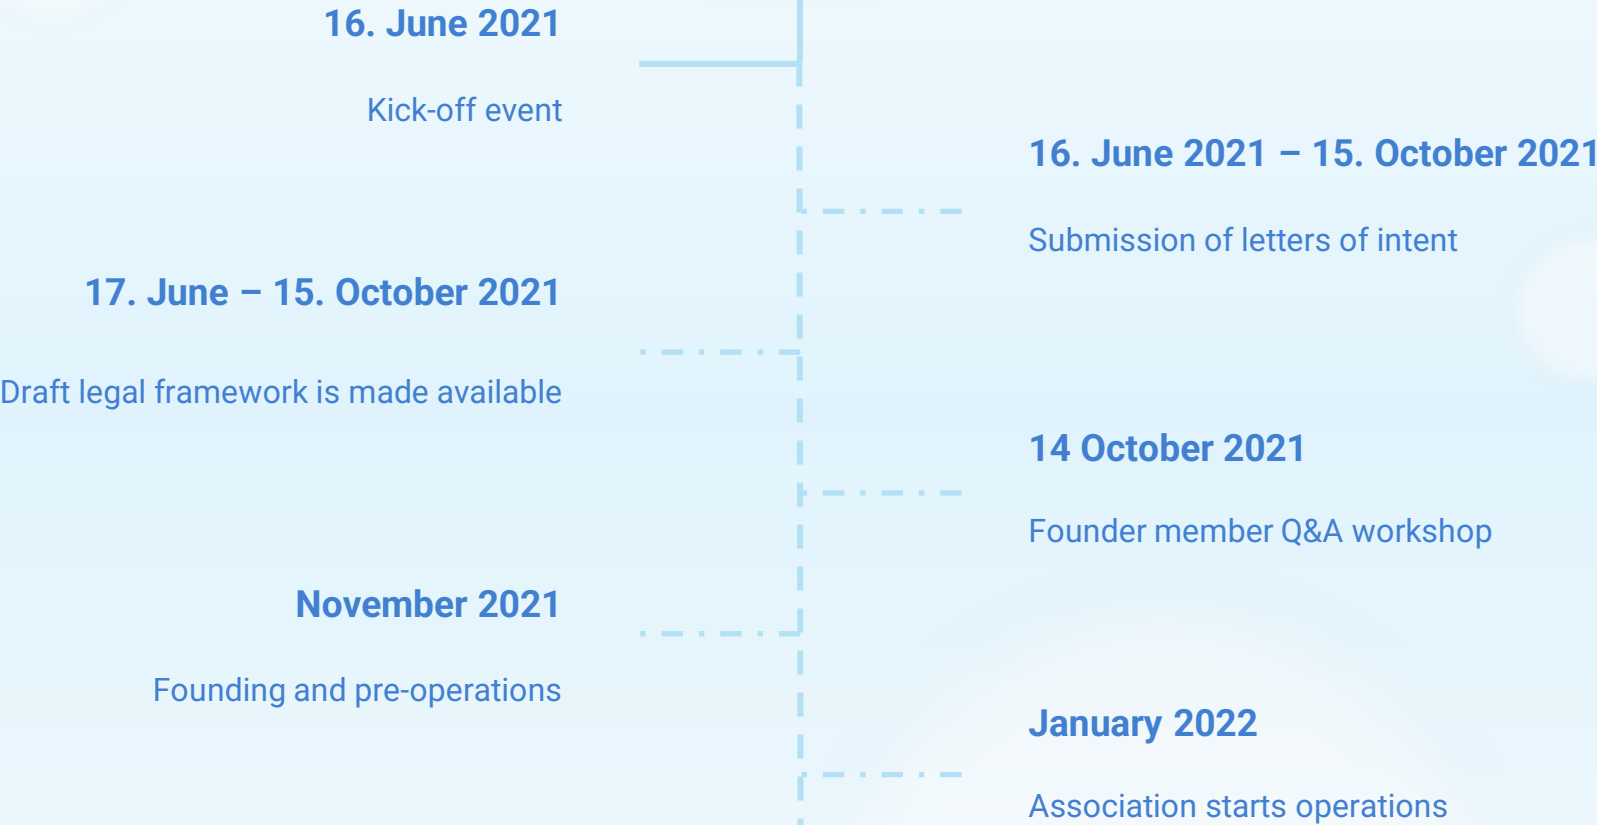 16. June 2021
Kick-off event
16. June 2021 – 15. October 2021
Submission of letters of intent
17. June – 15. October 2021
Draft legal framework is made available
14 October 2021
Founder member Q&A workshop
November 2021
Founding and pre-operations
January 2022
Association starts operations